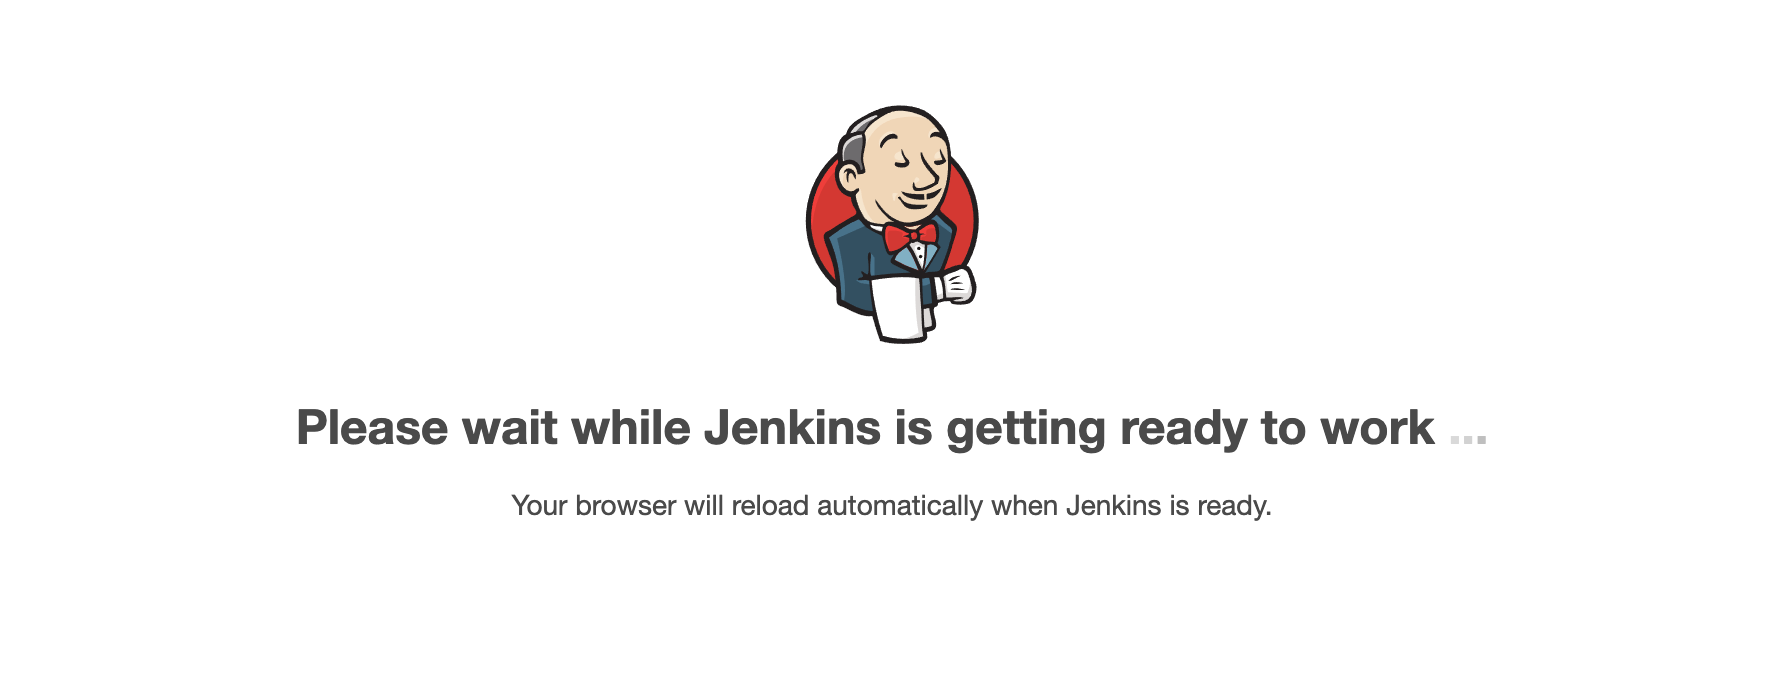 Please wait while Jenkins is getting ready to work ...
Your browser will reload automatically when Jenkins is ready.